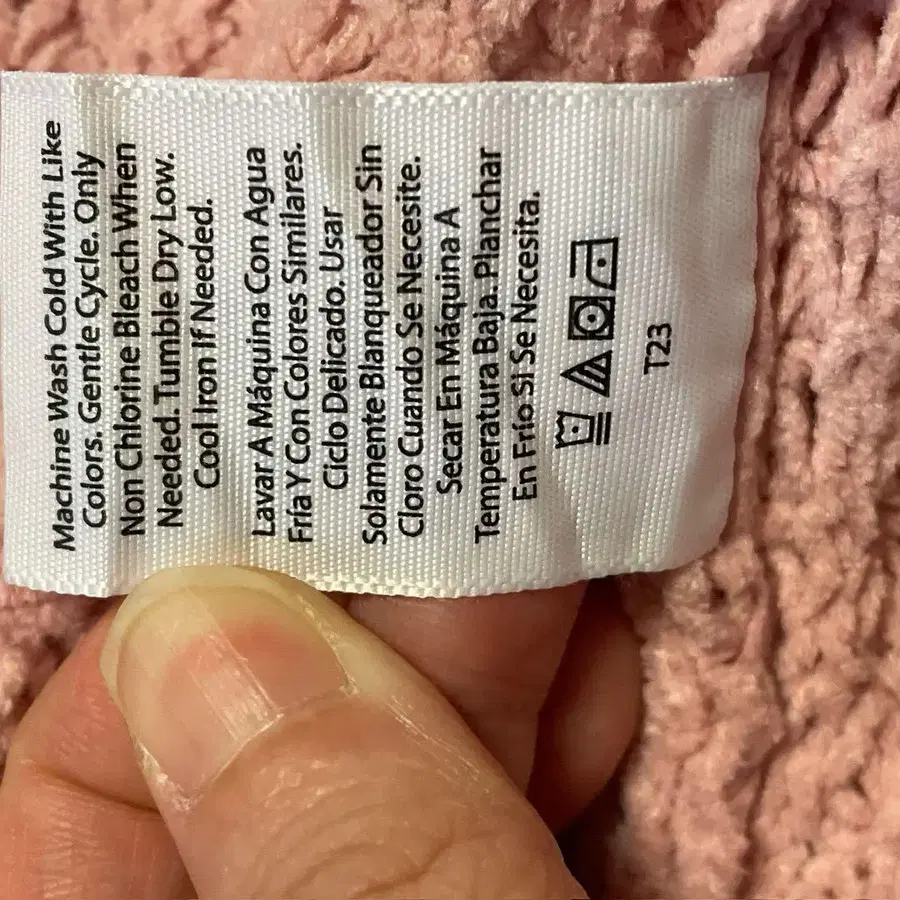 Machine Wash Cold With Like
Colors. Gentle Cycle. Only
Non Chlorine Bleach When
Needed. Tumble Dry Low.
Cool Iron If Needed.
Lavar A Máquina Con Agua
Fría Y Con Colores Similares.
Ciclo Delicado. Usar
Solamente Blanqueador Sin
Cloro Cuando Se Necesite.
Secar En Máquina A
Temperatura Baja. Planchar
En Frío Si Se Necesita.
T23